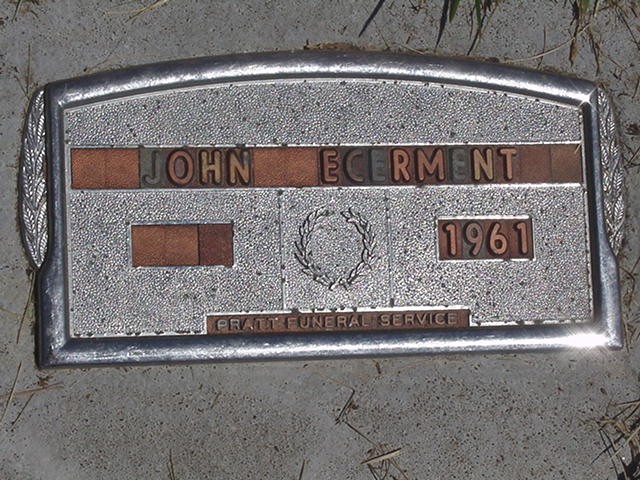 JOHN ECERMENT
1961
PRATT FUNERAL SERVICE